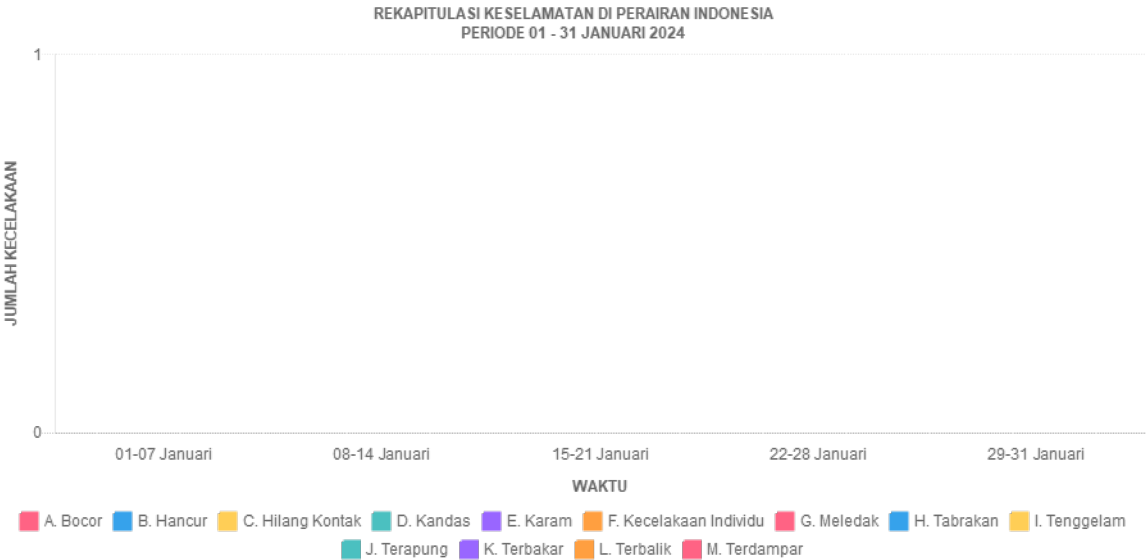 REKAPITULASI KESELAMATAN DI PERAIRAN INDONESIA
PERIODE 01 - 31 JANUARI 2024
1
JUMLAH KECELAKAAN
0
01-07 Januari 08-14 Januari 15-21 Januari 22-28 Januari 29-31 Januari
WAKTU
A. Bocor B. Hancur C. Hilang Kontak D. Kandas E. Karam F. Kecelakaan Individu G. Meledak H. Tabrakan I. Tenggelam
J. Terapung K. Terbakar L. Terbalik M. Terdampar